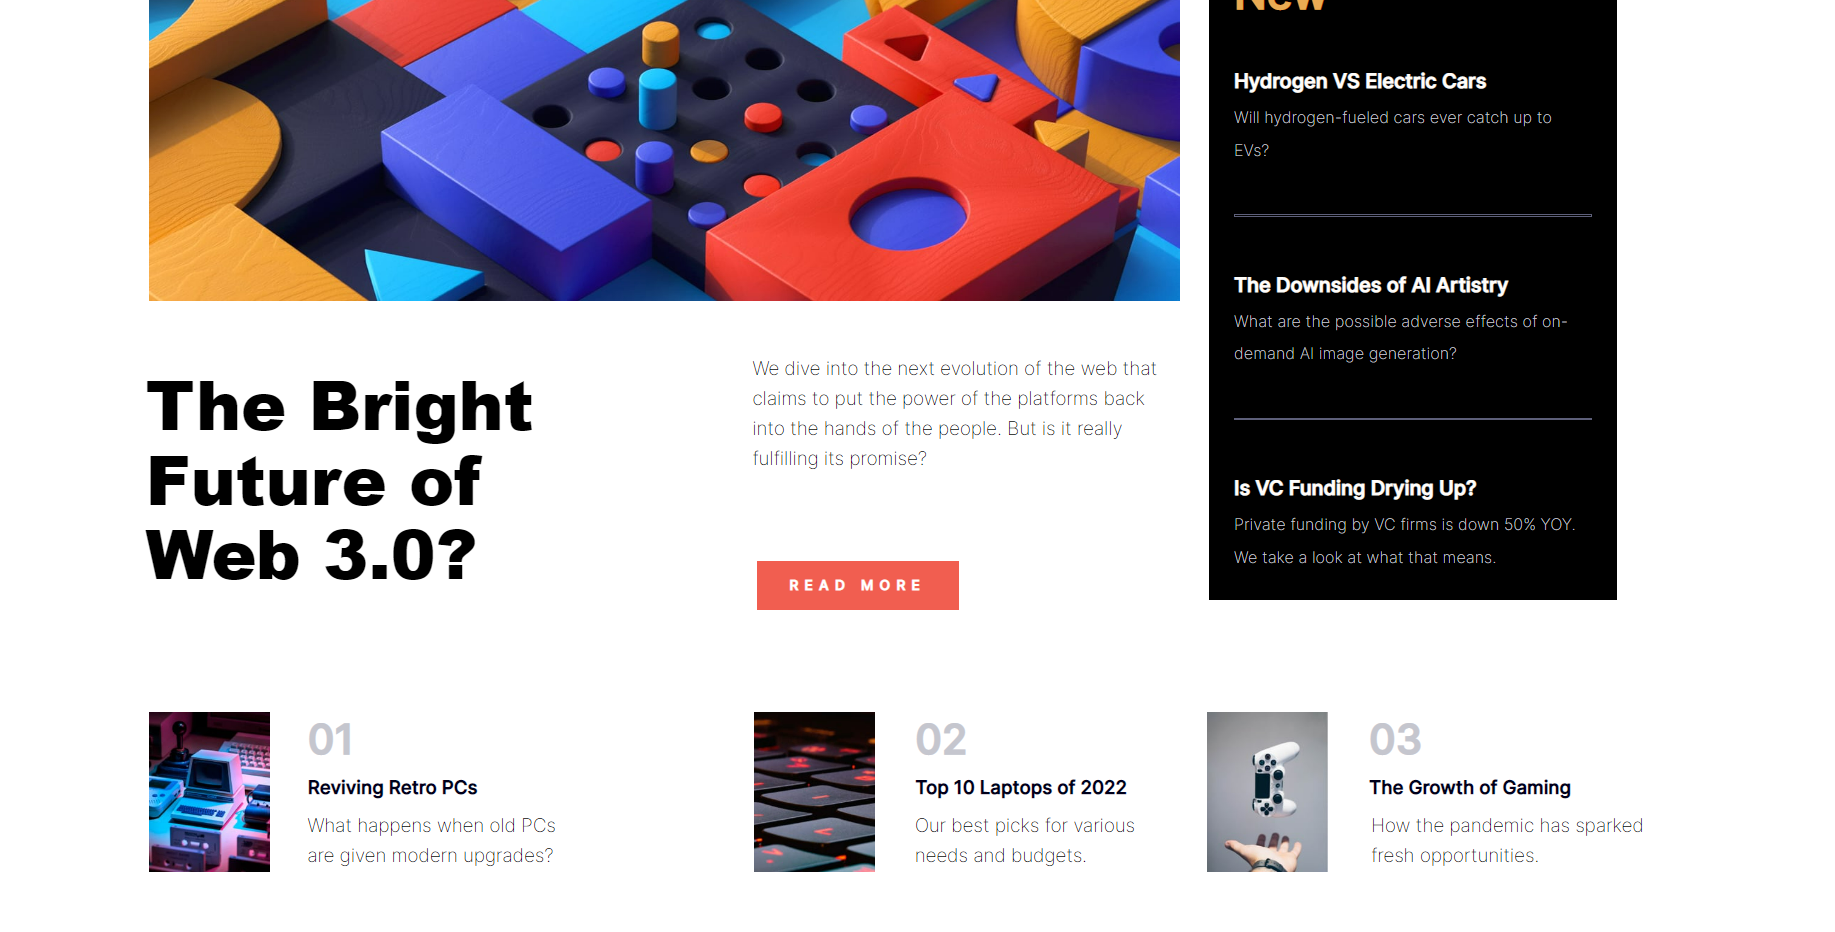 New
Hydrogen VS Electric Cars
Will hydrogen-fueled cars ever catch up to
EVs?
The Downsides of AI Artistry
What are the possible adverse effects of on-
demand AI image generation?
Is VC Funding Drying Up?
Private funding by VC firms is down 50% YOY.
We take a look at what that means.
The Bright
Future of
Web 3.0?
We dive into the next evolution of the web that
claims to put the power of the platforms back
into the hands of the people. But is it really
fulfilling its promise?
READ MORE
01
Reviving Retro PCs
What happens when old PCs
are given modern upgrades?
02
Top 10 Laptops of 2022
Our best picks for various
needs and budgets.
03
The Growth of Gaming
How the pandemic has sparked
fresh opportunities.